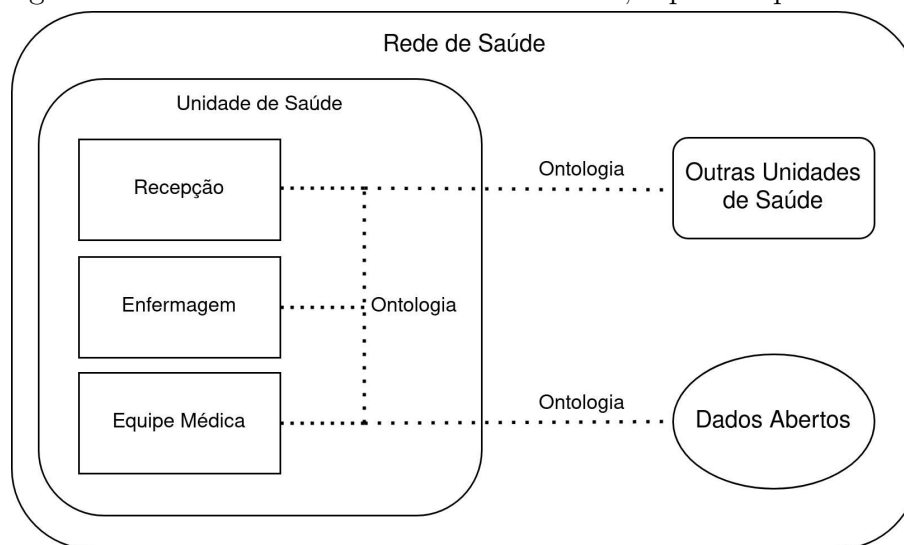 Rede de Saúde
Unidade de Saúde
Recepção
Ontologia
Outras Unidades
de Saúde
Enfermagem
Ontologia
Equipe Médica
Ontologia
Dados Abertos